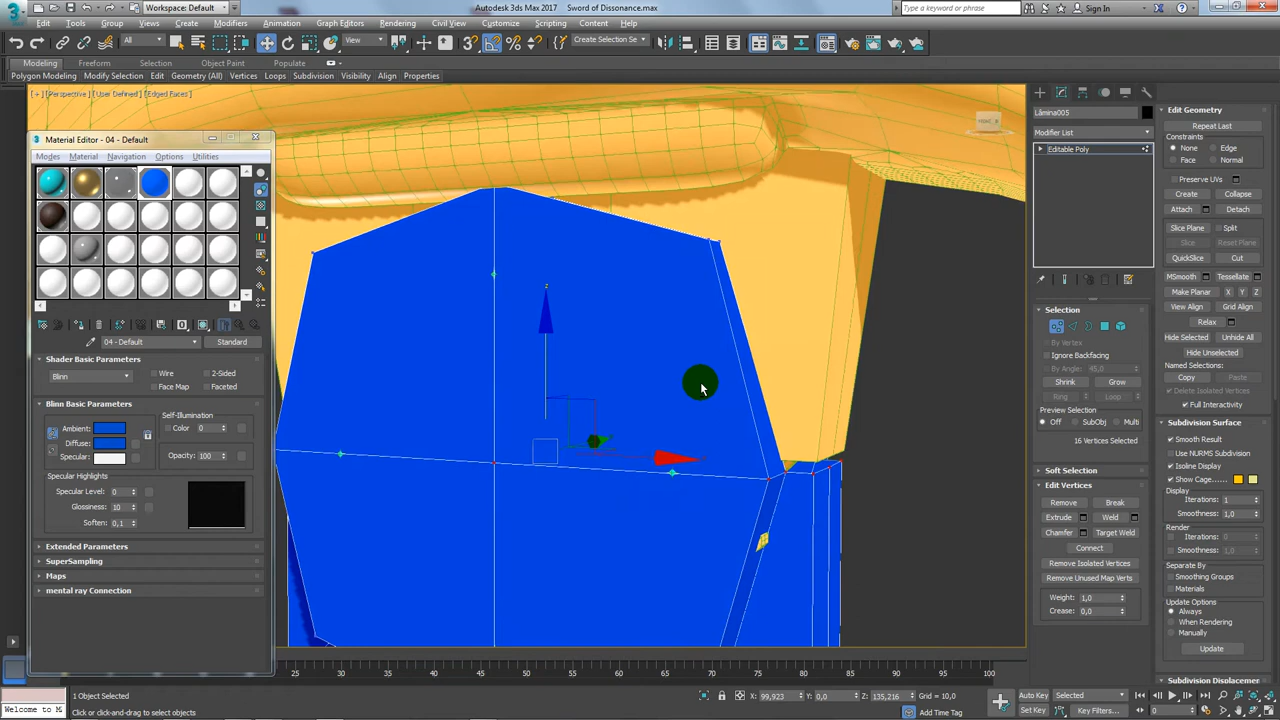 Workspace: Default
Autodesk 3ds Max 2017 Sword of Dissonance.max
Type a keyword or phrase
Sign In
Edit Tools Group Views Create Modifiers Animation Graph Editors Rendering Civil View Customize Scripting Content Help
All
View
Create Selection Se
Modeling Freeform Selection Object Paint Populate
Polygon Modeling Modify Selection Edit Geometry (All) Vertices Loops Subdivision Visibility Align Properties
[+] [Perspective] [User Defined] [Edged Faces]
Material Editor - 04 - Default
Modes Material Navigation Options Utilities
04 - Default
Standard
Shader Basic Parameters
Blinn
Wire
2-Sided
Face Map
Faceted
Blinn Basic Parameters
Self-Illumination
Ambient:
Color 0
Diffuse:
Specular:
Opacity: 100
Specular Highlights
Specular Level: 0
Glossiness: 10
Soften: 0,1
Extended Parameters
SuperSampling
Maps
mental ray Connection
z
Lâmina005
Modifier List
Editable Poly
Selection
By Vertex
Ignore Backfacing
By Angle: 45,0
Shrink Grow
Ring Loop
Preview Selection
Off SubObj Multi
16 Vertices Selected
Soft Selection
Edit Vertices
Remove Break
Extrude Weld
Chamfer Target Weld
Connect
Remove Isolated Vertices
Remove Unused Map Verts
Weight: 1,0
Crease: 0,0
Edit Geometry
Repeat Last
Constraints
None Edge
Face Normal
Preserve UVs
Create Collapse
Attach Detach
Slice Plane Split
Slice Reset Plane
QuickSlice Cut
MSmooth Tessellate
Make Planar X Y Z
View Align Grid Align
Relax
Hide Selected Unhide All
Hide Unselected
Named Selections:
Copy Paste
Delete Isolated Vertices
Full Interactivity
Subdivision Surface
Smooth Result
Use NURMS Subdivision
Isoline Display
Show Cage......
Display
Iterations: 1
Smoothness: 1,0
Render
Iterations: 0
Smoothness: 1,0
Separate By
Smoothing Groups
Materials
Update Options
Always
When Rendering
Manually
Update
Subdivision Displacemen
30 35 40 45 50 55 60 65 70 75 80 85 90 95 100
1 Object Selected
X: 99,923 Y: 0,0 Z: 135,216 Grid = 10,0
Auto Key Selected
Welcome to M
Click or click-and-drag to select objects
Add Time Tag
Set Key Key Filters...
0